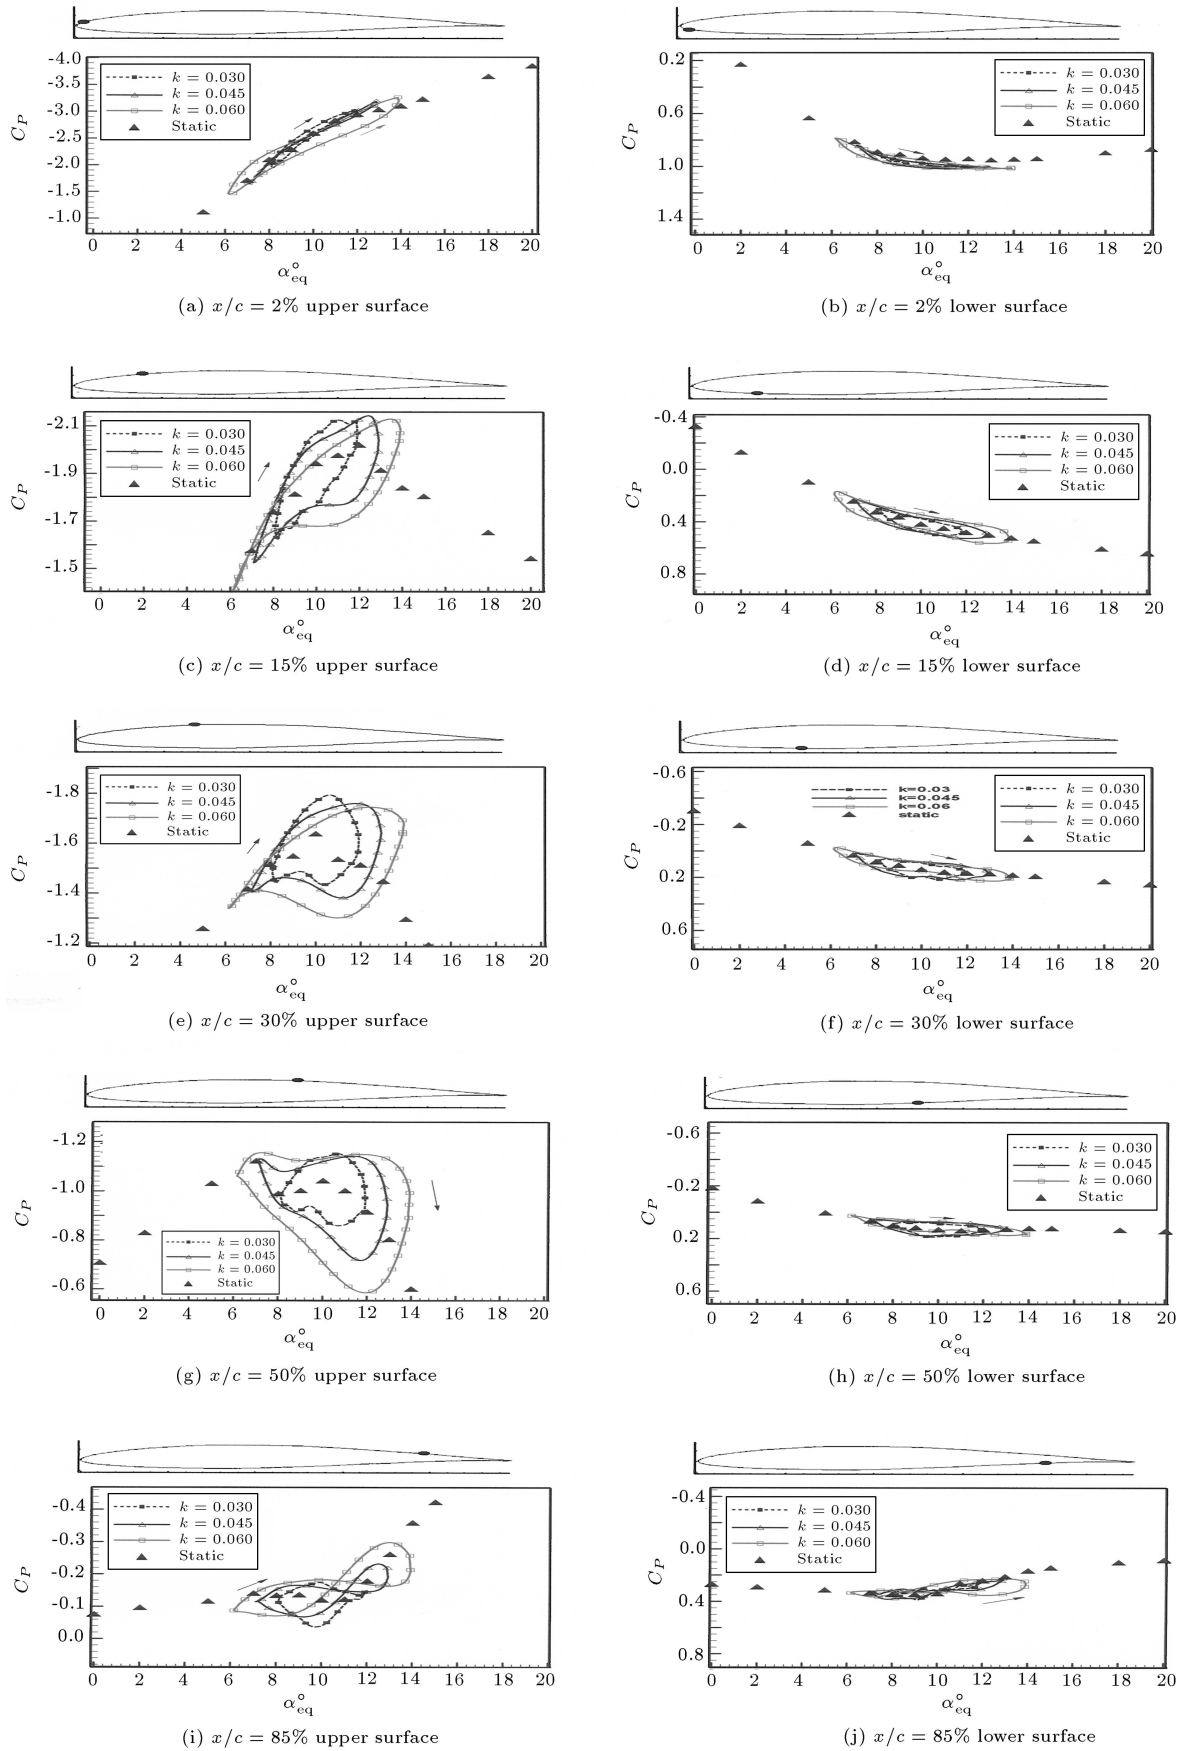 -4.0
-3.5
-3.0
-2.5
-2.0
-1.5
-1.0
C_P
k = 0.030
k = 0.045
k = 0.060
Static
0 2 4 6 8 10 12 14 16 18 20
α°eq
(a) x/c = 2% upper surface
0.2
0.6
1.0
1.4
C_P
k = 0.030
k = 0.045
k = 0.060
Static
0 2 4 6 8 10 12 14 16 18 20
α°eq
(b) x/c = 2% lower surface
-2.1
-1.9
-1.7
-1.5
C_P
k = 0.030
k = 0.045
k = 0.060
Static
0 2 4 6 8 10 12 14 16 18 20
α°eq
(c) x/c = 15% upper surface
-0.4
0.0
0.4
0.8
C_P
k = 0.030
k = 0.045
k = 0.060
Static
0 2 4 6 8 10 12 14 16 18 20
α°eq
(d) x/c = 15% lower surface
-1.8
-1.6
-1.4
-1.2
C_P
k = 0.030
k = 0.045
k = 0.060
Static
0 2 4 6 8 10 12 14 16 18 20
α°eq
(e) x/c = 30% upper surface
-0.6
-0.2
0.2
0.6
C_P
k=0.03
k=0.045
k=0.06
static
k = 0.030
k = 0.045
k = 0.060
Static
0 2 4 6 8 10 12 14 16 18 20
α°eq
(f) x/c = 30% lower surface
-1.2
-1.0
-0.8
-0.6
C_P
k = 0.030
k = 0.045
k = 0.060
Static
0 2 4 6 8 10 12 14 16 18 20
α°eq
(g) x/c = 50% upper surface
-0.6
-0.2
0.2
0.6
C_P
k = 0.030
k = 0.045
k = 0.060
Static
0 2 4 6 8 10 12 14 16 18 20
α°eq
(h) x/c = 50% lower surface
-0.4
-0.3
-0.2
-0.1
0.0
C_P
k = 0.030
k = 0.045
k = 0.060
Static
0 2 4 6 8 10 12 14 16 18 20
α°eq
(i) x/c = 85% upper surface
-0.4
0.0
0.4
0.8
C_P
k = 0.030
k = 0.045
k = 0.060
Static
0 2 4 6 8 10 12 14 16 18 20
α°eq
(j) x/c = 85% lower surface